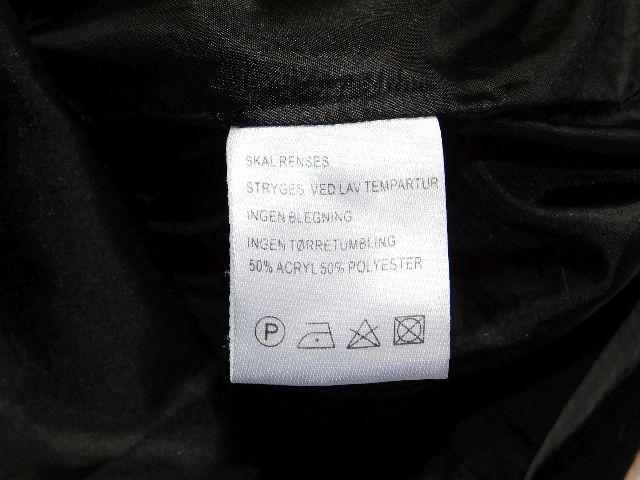 SKAL RENSES
STRYGES VED LAV TEMPARTUR
INGEN BLEGNING
INGEN TØRRETUMBLING
50% ACRYL 50% POLYESTER
P